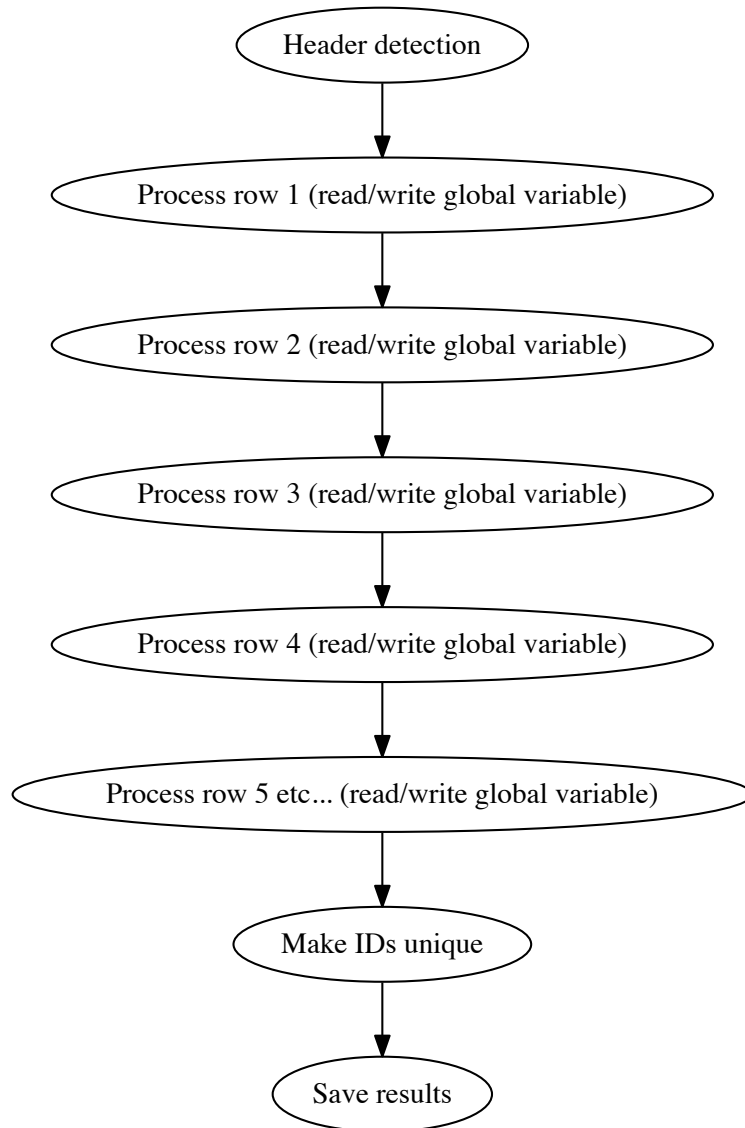 Header detection
Process row 1 (read/write global variable)
Process row 2 (read/write global variable)
Process row 3 (read/write global variable)
Process row 4 (read/write global variable)
Process row 5 etc... (read/write global variable)
Make IDs unique
Save results